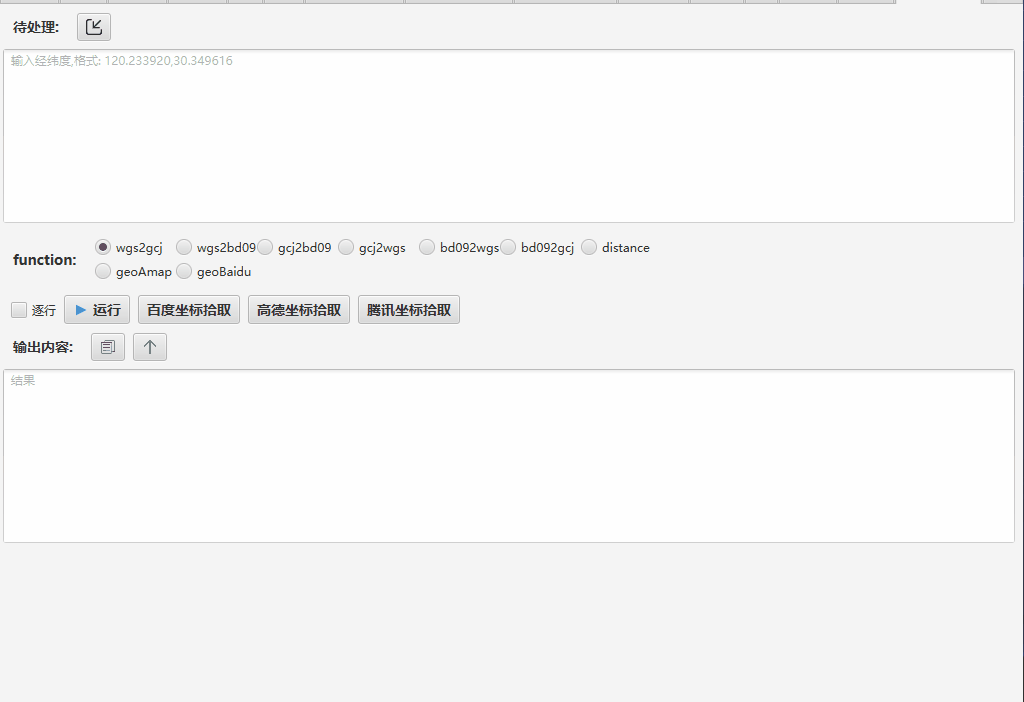 待处理:
输入经纬度,格式: 120.233920,30.349616
function:
wgs2gcj wgs2bd09 gcj2bd09 gcj2wgs bd092wgs bd092gcj distance
geoAmap geoBaidu
逐行 运行 百度坐标拾取 高德坐标拾取 腾讯坐标拾取
输出内容:
结果